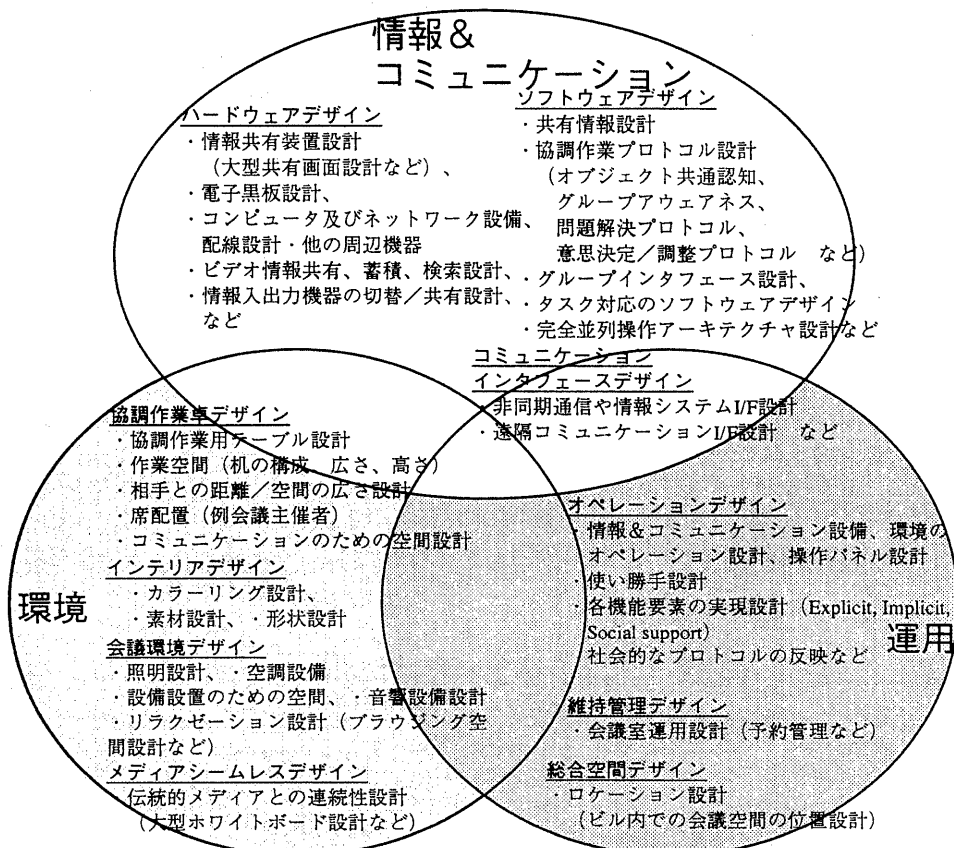 情報＆
コミュニケーション
ハードウェアデザイン
・情報共有装置設計
（大型共有画面設計など）、
・電子黒板設計、
・コンピュータ及びネットワーク設備、
配線設計・他の周辺機器
・ビデオ情報共有、蓄積、検索設計、
・情報入出力機器の切替／共有設計、
など
ソフトウェアデザイン
・共有情報設計
・協調作業プロトコル設計
（オブジェクト共通認知、
グループアウェアネス、
問題解決プロトコル、
意思決定／調整プロトコル　など）
・グループインタフェース設計、
・タスク対応のソフトウェアデザイン
・完全並列操作アーキテクチャ設計など
コミュニケーション
インタフェースデザイン
・非同期通信や情報システムI/F設計
・遠隔コミュニケーションI/F設計　など
環境
協調作業卓デザイン
・協調作業用テーブル設計
・作業空間（机の構成、広さ、高さ）
・相手との距離／空間の広さ設計
・席配置（例会議主催者）
・コミュニケーションのための空間設計
インテリアデザイン
・カラーリング設計、
・素材設計、・形状設計
会議環境デザイン
・照明設計、・空調設備
・設備設置のための空間、・音響設備設計
・リラクゼーション設計（ブラウジング空
間設計など）
メディアシームレスデザイン
・伝統的メディアとの連続性設計
（大型ホワイトボード設計など）
運用
オペレーションデザイン
・情報＆コミュニケーション設備、環境の
オペレーション設計、操作パネル設計
・使い勝手設計
・各機能要素の実現設計（Explicit, Implicit,
Social support）
社会的なプロトコルの反映など
維持管理デザイン
・会議室運用設計（予約管理など）
総合空間デザイン
・ロケーション設計
（ビル内での会議空間の位置設計）